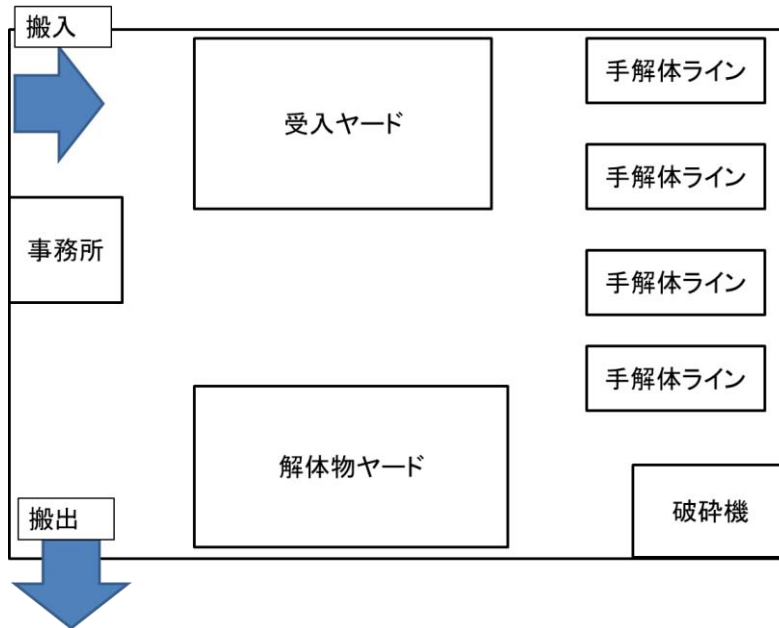 搬入
受入ヤード
手解体ライン
手解体ライン
事務所
手解体ライン
手解体ライン
解体物ヤード
搬出
破砕機